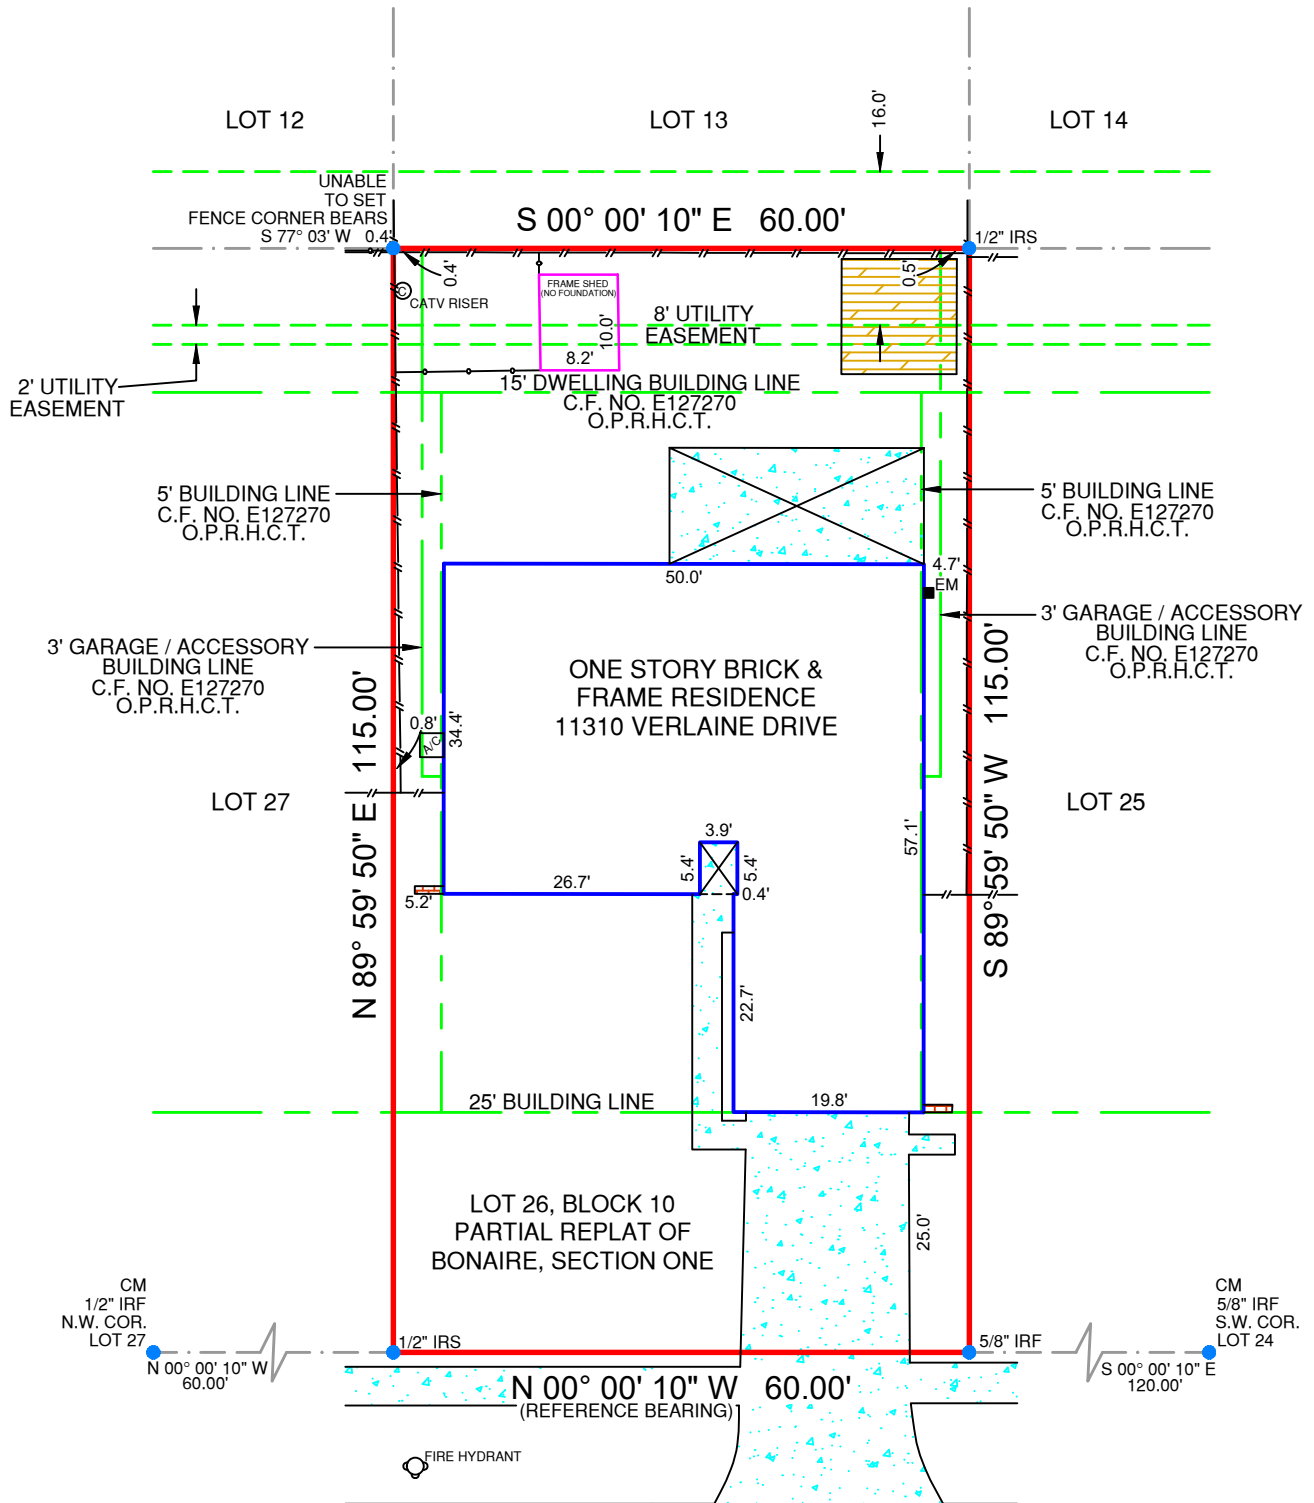 LOT 12
LOT 13
LOT 14
16.0'
UNABLE
TO SET
FENCE CORNER BEARS
S 77° 03' W 0.4'
S 00° 00' 10" E 60.00'
1/2" IRS
0.4'
0.5'
C
CATV RISER
FRAME SHED
(NO FOUNDATION)
10.0'
8.2'
8' UTILITY
EASEMENT
2' UTILITY
EASEMENT
15' DWELLING BUILDING LINE
C.F. NO. E127270
O.P.R.H.C.T.
5' BUILDING LINE
C.F. NO. E127270
O.P.R.H.C.T.
5' BUILDING LINE
C.F. NO. E127270
O.P.R.H.C.T.
50.0'
4.7'
EM
3' GARAGE / ACCESSORY
BUILDING LINE
C.F. NO. E127270
O.P.R.H.C.T.
3' GARAGE / ACCESSORY
BUILDING LINE
C.F. NO. E127270
O.P.R.H.C.T.
ONE STORY BRICK &
FRAME RESIDENCE
11310 VERLAINE DRIVE
N 89° 59' 50" E 115.00'
0.8'
A/C
34.4'
S 89° 59' 50" W 115.00'
LOT 27
LOT 25
3.9'
5.4'
5.4'
57.1'
26.7'
0.4'
5.2'
22.7'
25' BUILDING LINE
19.8'
LOT 26, BLOCK 10
PARTIAL REPLAT OF
BONAIRE, SECTION ONE
25.0'
CM
1/2" IRF
N.W. COR.
LOT 27
N 00° 00' 10" W
60.00'
1/2" IRS
5/8" IRF
CM
5/8" IRF
S.W. COR.
LOT 24
S 00° 00' 10" E
120.00'
N 00° 00' 10" W 60.00'
(REFERENCE BEARING)
FIRE HYDRANT